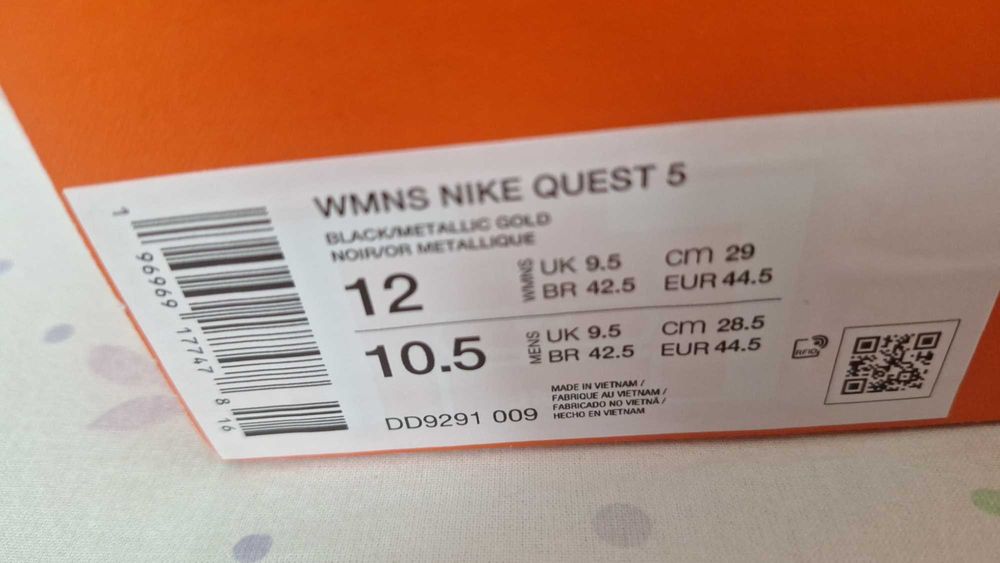 WMNS NIKE QUEST 5
BLACK/METALLIC GOLD
NOIR/OR METALLIQUE
12
WMNS
UK 9.5 cm 29
BR 42.5 EUR 44.5
10.5
MENS
UK 9.5 cm 28.5
BR 42.5 EUR 44.5
DD9291 009
MADE IN VIETNAM /
FABRIQUE AU VIETNAM /
FABRICADO NO VIETNÃ /
HECHO EN VIETNAM
RFID
1 96969 17747 8 16